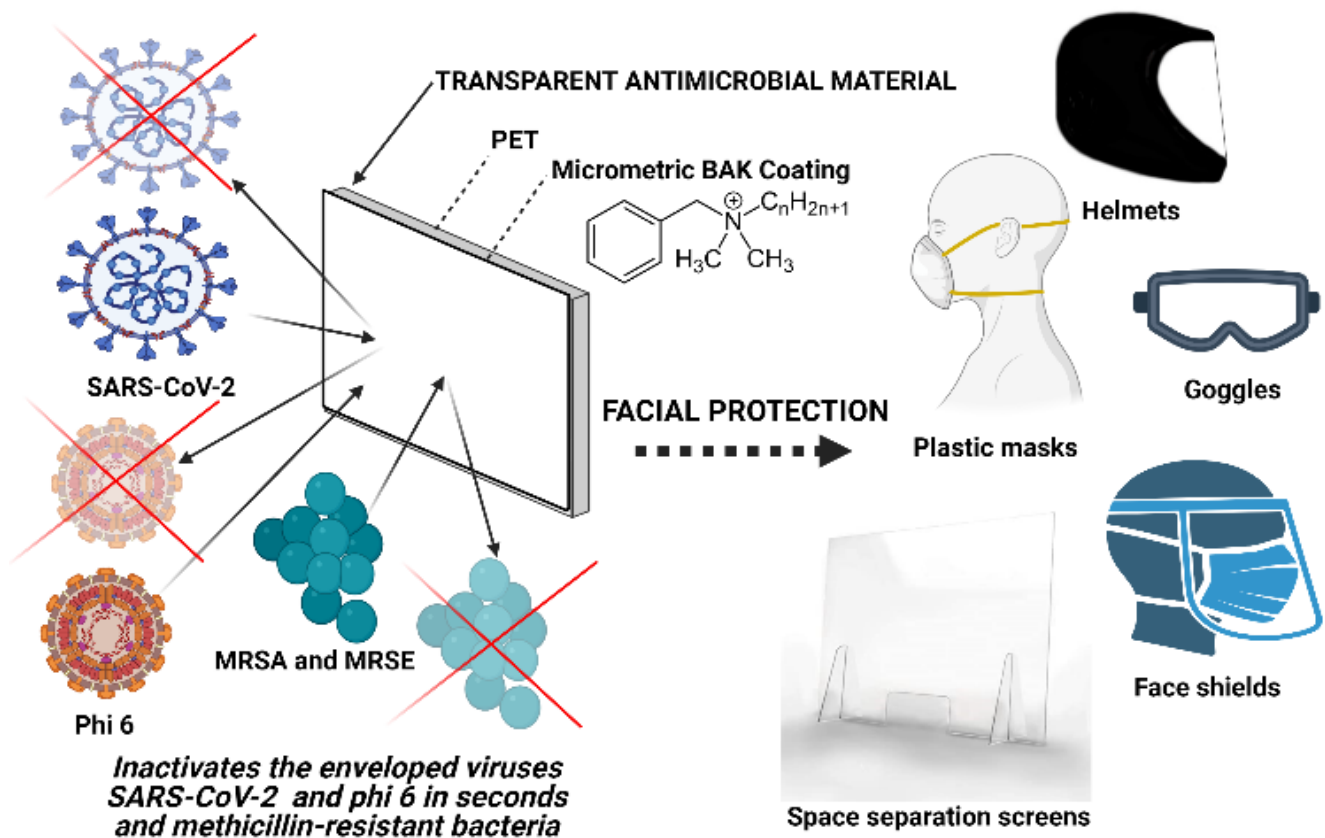 TRANSPARENT ANTIMICROBIAL MATERIAL
PET
Micrometric BAK Coating
⊕
N
CnH2n+1
H3C
CH3
SARS-CoV-2
Phi 6
MRSA and MRSE
Inactivates the enveloped viruses
SARS-CoV-2 and phi 6 in seconds
and methicillin-resistant bacteria
FACIAL PROTECTION
Helmets
Goggles
Plastic masks
Face shields
Space separation screens